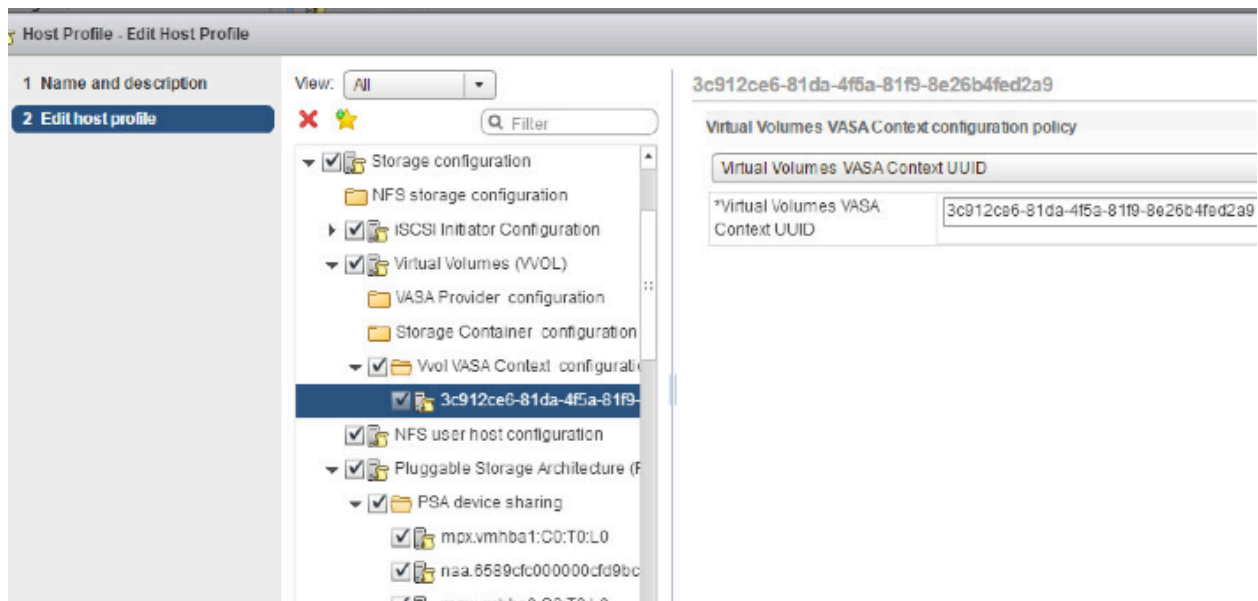 Host Profile - Edit Host Profile
1 Name and description
2 Edit host profile
View: All
Filter
Storage configuration
NFS storage configuration
iSCSI Initiator Configuration
Virtual Volumes (VVOL)
VASA Provider configuration
Storage Container configuration
Vvol VASA Context configurati
3c912ce6-81da-4f5a-81f9-
NFS user host configuration
Pluggable Storage Architecture (F
PSA device sharing
mpx.vmhba1:C0:T0:L0
naa.6589cfc000000cfd9bc
3c912ce6-81da-4f5a-81f9-8e26b4fed2a9
Virtual Volumes VASA Context configuration policy
Virtual Volumes VASA Context UUID
*Virtual Volumes VASA
Context UUID
3c912ce6-81da-4f5a-81f9-8e26b4fed2a9